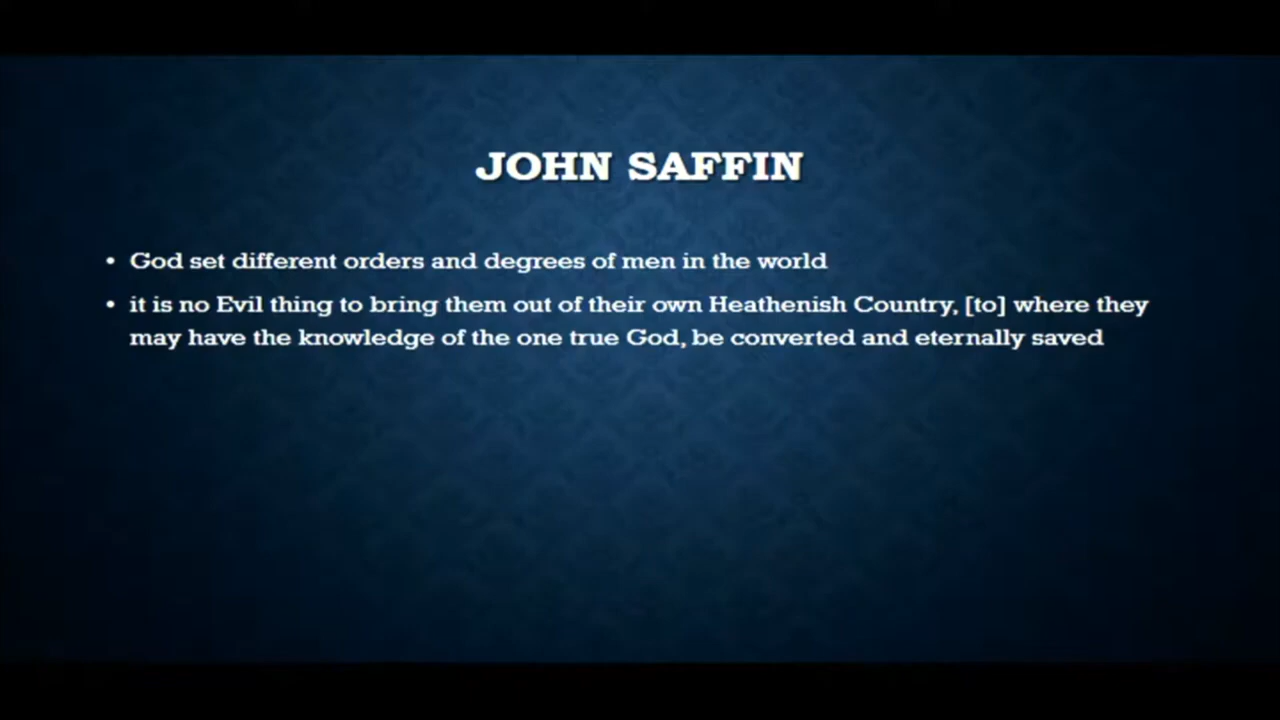 JOHN SAFFIN
• God set different orders and degrees of men in the world
• it is no Evil thing to bring them out of their own Heathenish Country, [to] where they
may have the knowledge of the one true God, be converted and eternally saved